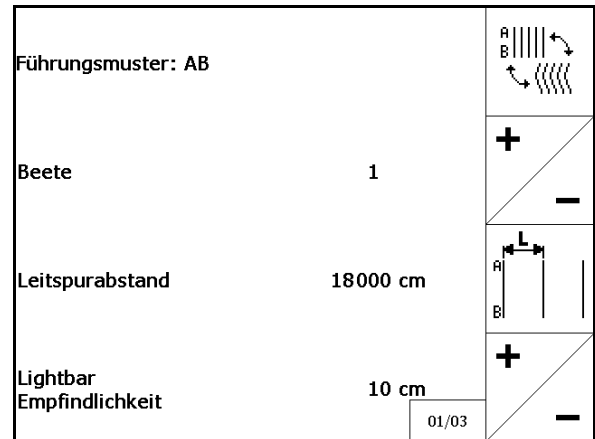 Führungsmuster: AB
A
B
+
Beete 1
−
L
A
Leitspurabstand 18000 cm
B
+
Lightbar
Empfindlichkeit 10 cm
01/03
−